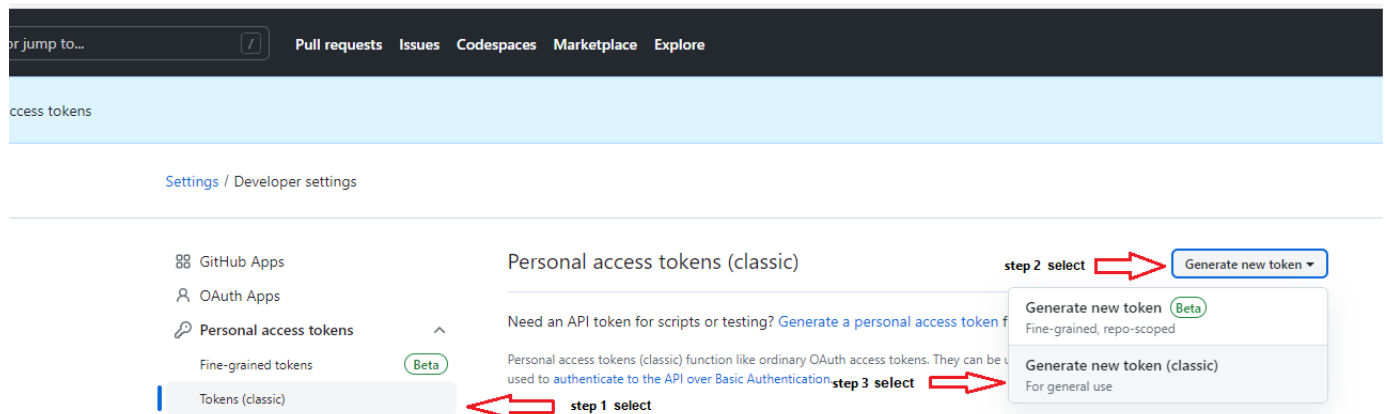 or jump to... /
Pull requests Issues Codespaces Marketplace Explore
ccess tokens
Settings / Developer settings
GitHub Apps
OAuth Apps
Personal access tokens
Fine-grained tokens Beta
Tokens (classic)
step 1 select
Personal access tokens (classic)
step 2 select
Generate new token
Need an API token for scripts or testing? Generate a personal access token f
Personal access tokens (classic) function like ordinary OAuth access tokens. They can be u
used to authenticate to the API over Basic Authentication.
step 3 select
Generate new token Beta
Fine-grained, repo-scoped
Generate new token (classic)
For general use